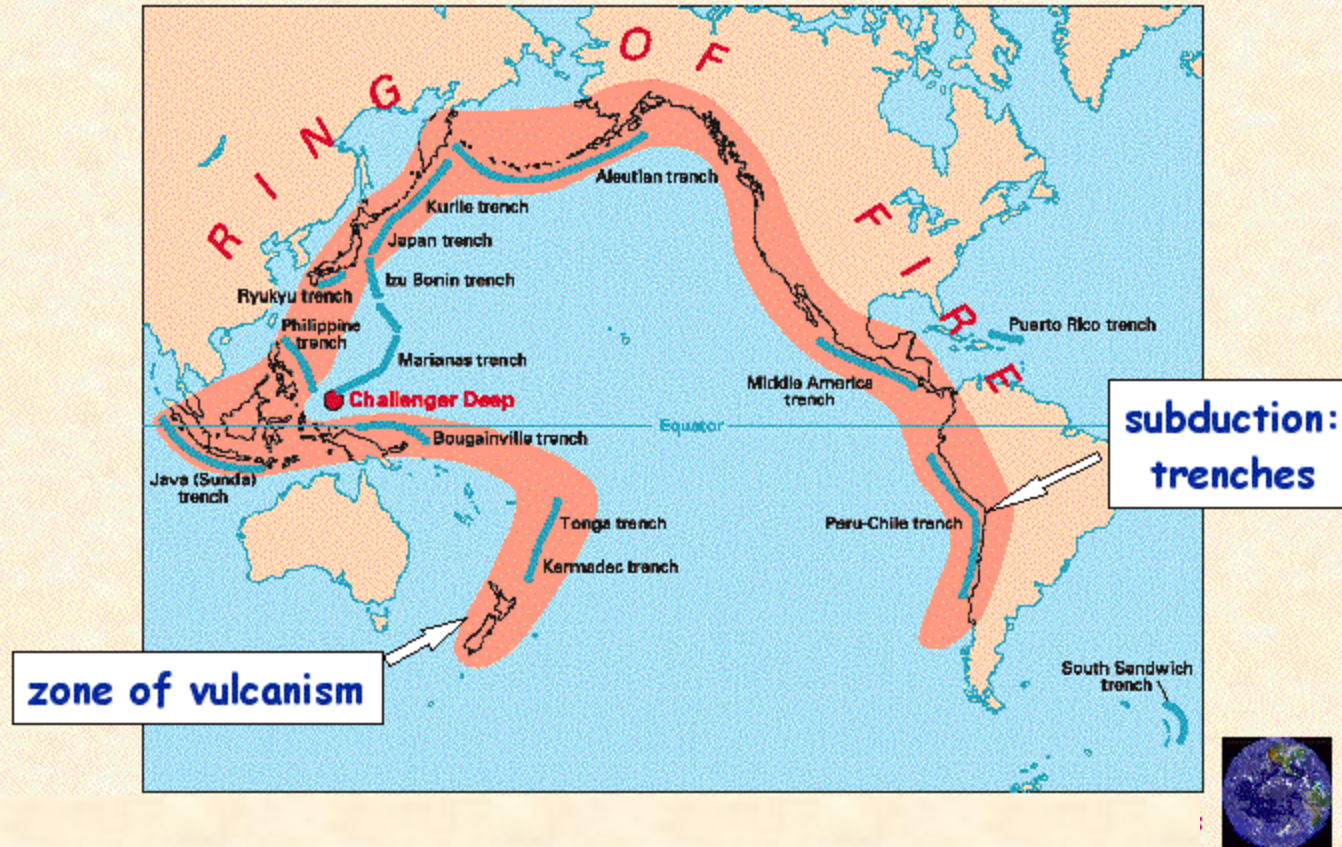 RING OF FIRE
Aleutian trench
Kurile trench
Japan trench
Izu Bonin trench
Ryukyu trench
Philippine
trench
Marianas trench
Challenger Deep
Equator
Bougainville trench
Java (Sunda)
trench
Tonga trench
Kermadec trench
Middle America
trench
Puerto Rico trench
Peru-Chile trench
South Sandwich
trench
subduction:
trenches
zone of vulcanism